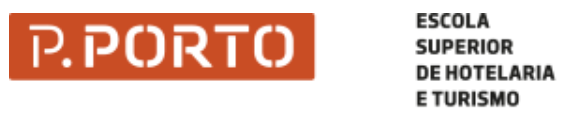 P.PORTO
ESCOLA
SUPERIOR
DE HOTELARIA
E TURISMO